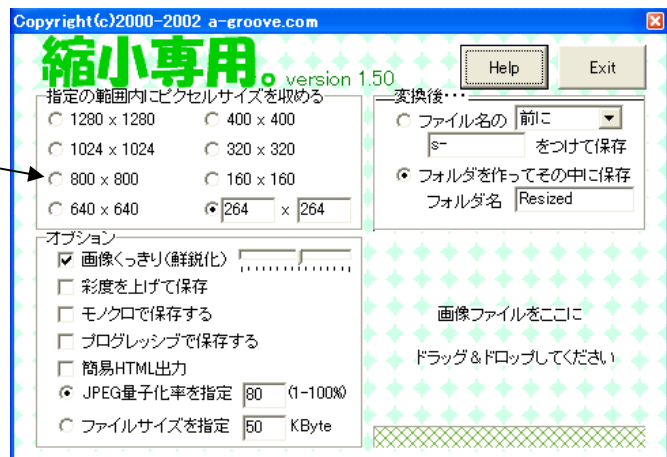 Copyright(c)2000-2002 a-groove.com
縮小専用。 version 1.50
Help
Exit
指定の範囲内にピクセルサイズを収める
1280 x 1280
400 x 400
1024 x 1024
320 x 320
800 x 800
160 x 160
640 x 640
264 x 264
変換後・・・
ファイル名の 前に
s- をつけて保存
フォルダを作ってその中に保存
フォルダ名 Resized
オプション
画像くっきり(鮮鋭化)
彩度を上げて保存
モノクロで保存する
プログレッシブで保存する
簡易HTML出力
JPEG量子化率を指定 80 (1-100%)
ファイルサイズを指定 50 KByte
画像ファイルをここに
ドラッグ&ドロップしてください